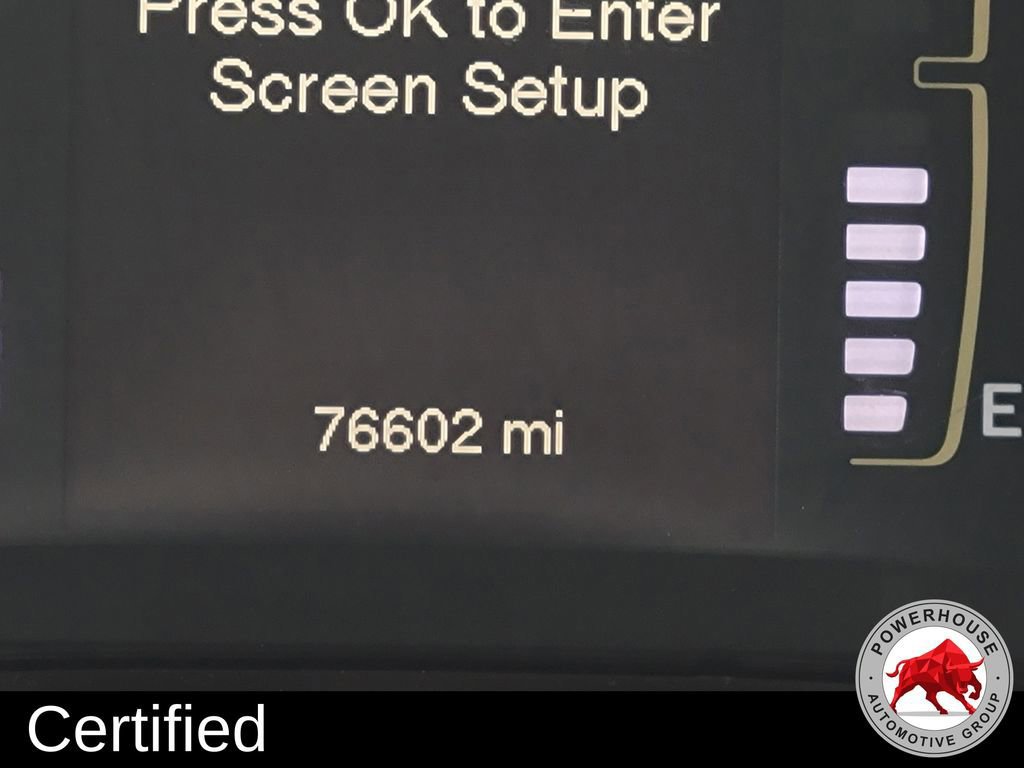 Press OK to Enter
Screen Setup
76602 mi
E
Certified
POWERHOUSE
AUTOMOTIVE GROUP